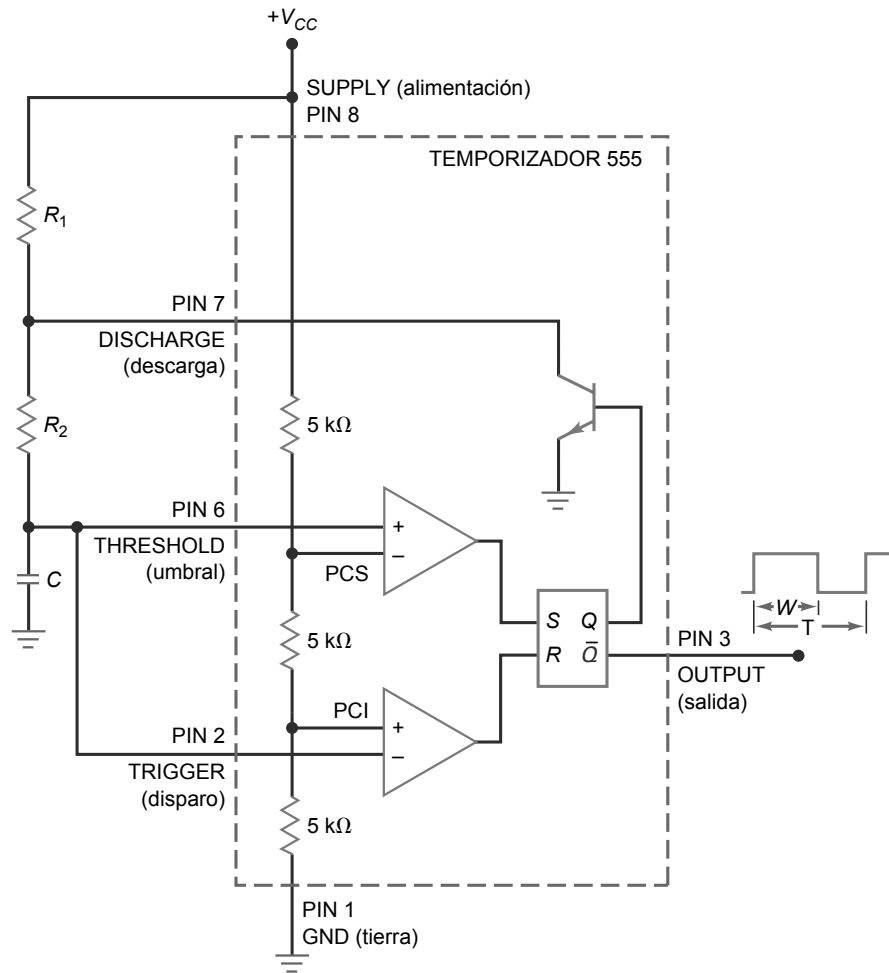 +V_CC
SUPPLY (alimentación)
PIN 8
TEMPORIZADOR 555
R₁
PIN 7
DISCHARGE
(descarga)
R₂
5 kΩ
PIN 6
THRESHOLD
(umbral)
+
–
PCS
C
5 kΩ
S Q
R Q̅
W
T
PIN 3
OUTPUT
(salida)
PCI
+
–
PIN 2
TRIGGER
(disparo)
5 kΩ
PIN 1
GND (tierra)